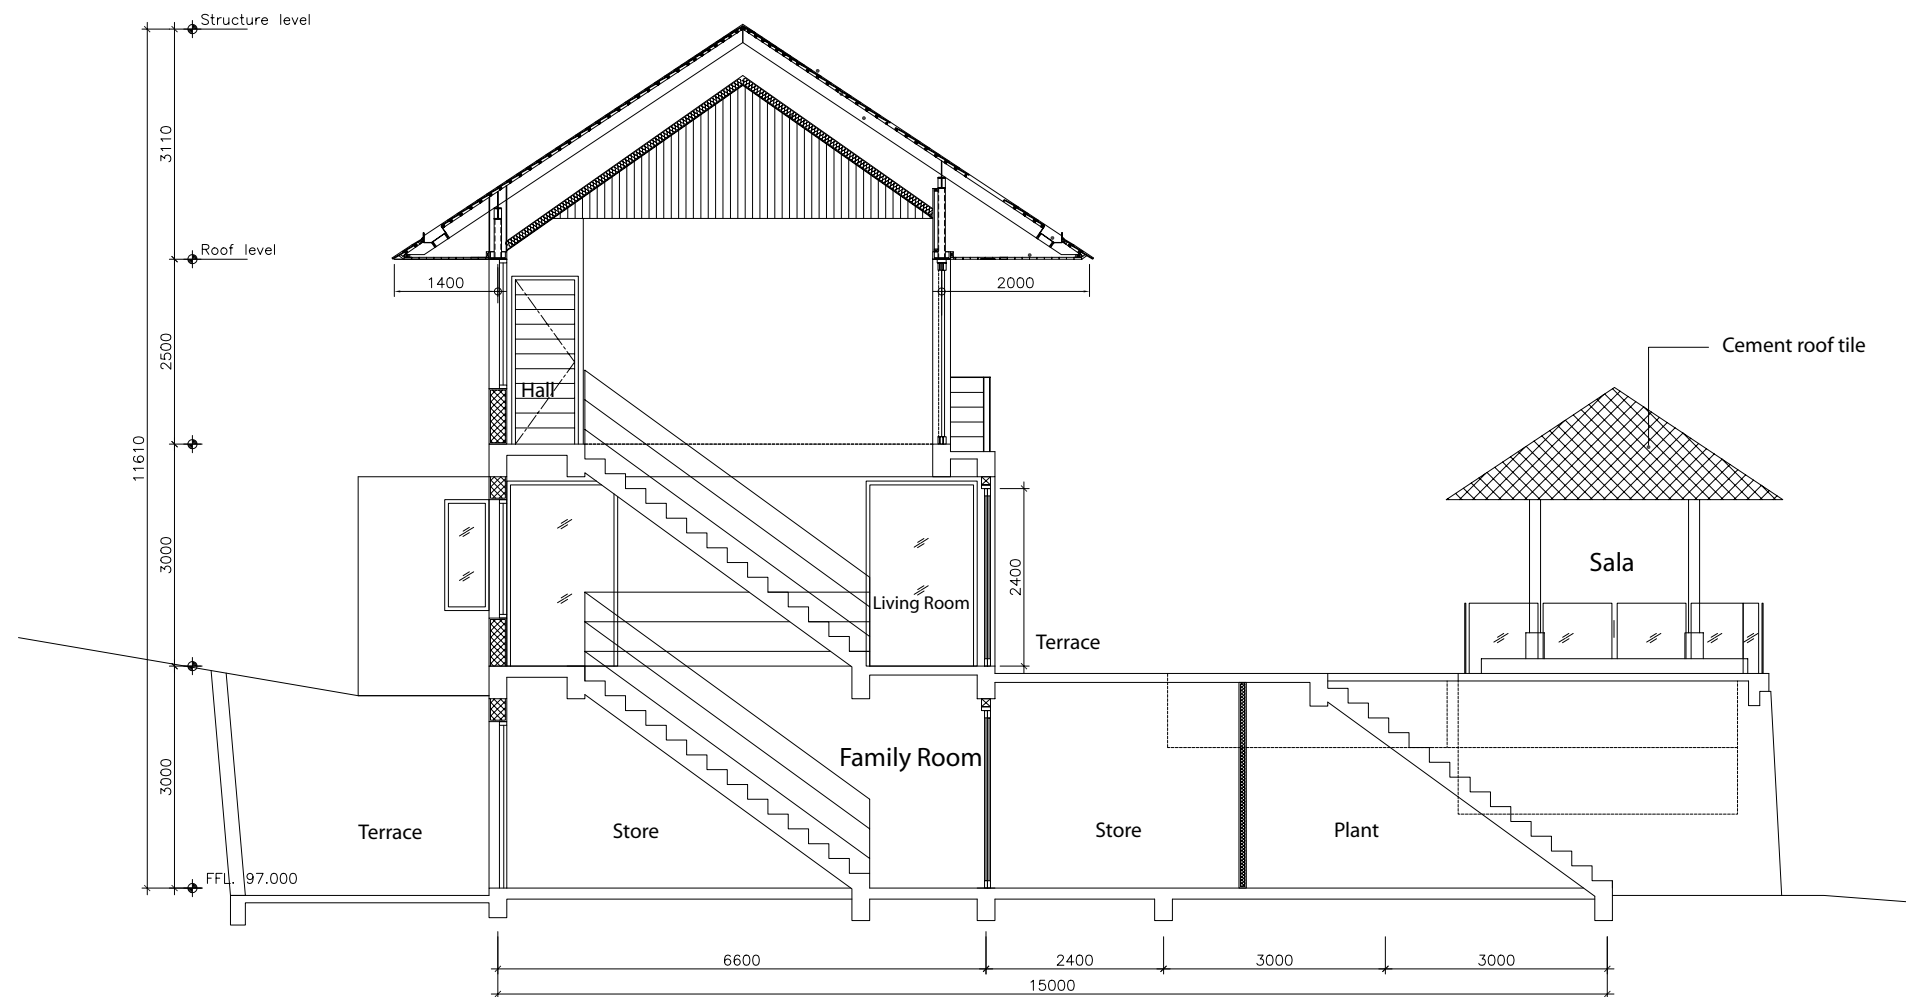 Structure level
3110
Roof level
1400
2000
2500
Cement roof tile
Hall
11610
3000
2400
Sala
Living Room
Terrace
Family Room
3000
Terrace
Store
Store
Plant
FFL. 97.000
6600
2400
3000
3000
15000